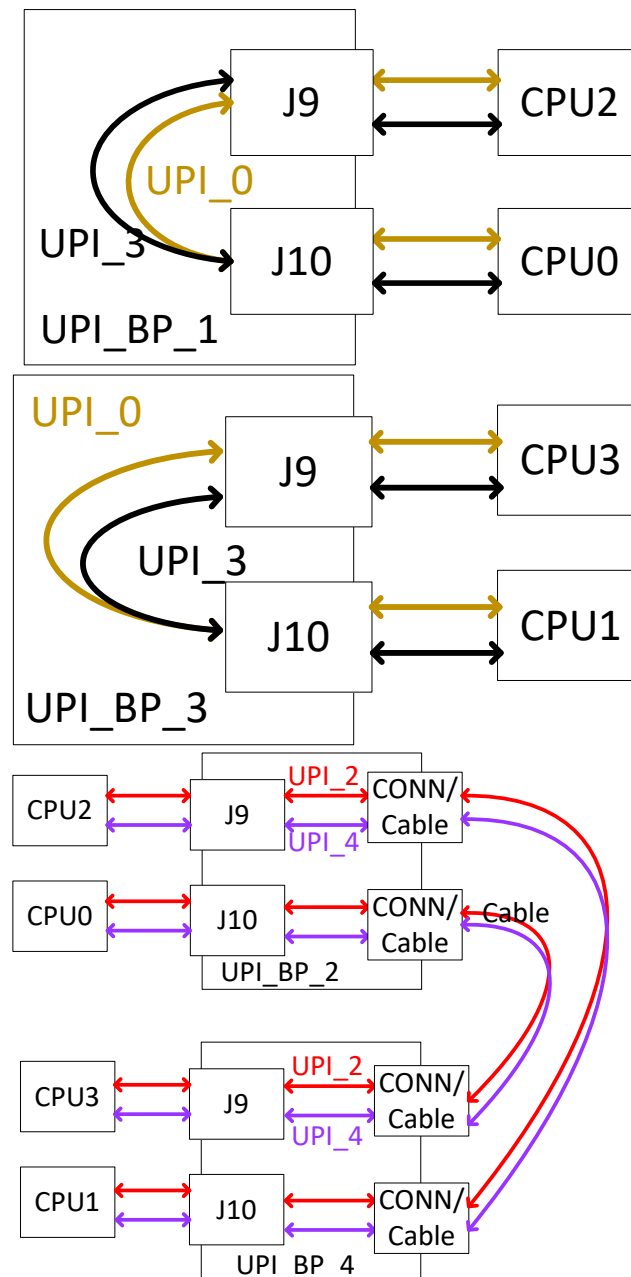 J9
CPU2
UPI_0
UPI_3
J10
CPU0
UPI_BP_1
UPI_0
J9
CPU3
UPI_3
J10
CPU1
UPI_BP_3
CPU2
J9
UPI_2
UPI_4
CONN/
Cable
CPU0
J10
CONN/
Cable
Cable
UPI_BP_2
CPU3
J9
UPI_2
UPI_4
CONN/
Cable
CPU1
J10
CONN/
Cable
UPI_BP_4